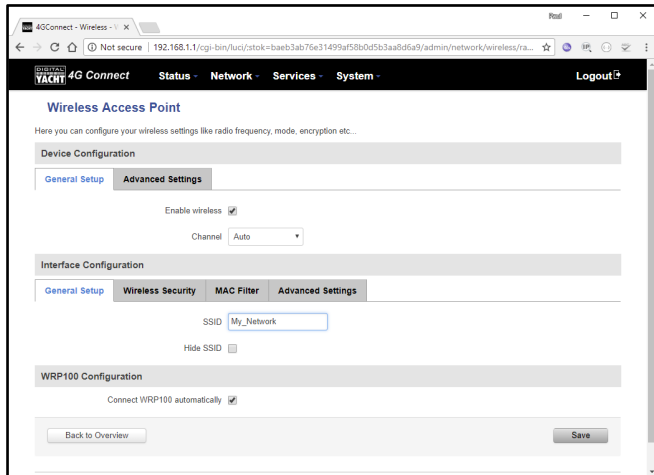 Paul
4GConnect - Wireless -
Not secure | 192.168.1.1/cgi-bin/luci/;stok=baeb3ab76e31499af58b0d5b3aa8d6a9/admin/network/wireless/ra...
DIGITAL YACHT 4G Connect Status Network Services System Logout
Wireless Access Point
Here you can configure your wireless settings like radio frequency, mode, encryption etc...
Device Configuration
General Setup Advanced Settings
Enable wireless
Channel Auto
Interface Configuration
General Setup Wireless Security MAC Filter Advanced Settings
SSID My_Network
Hide SSID
WRP100 Configuration
Connect WRP100 automatically
Back to Overview Save